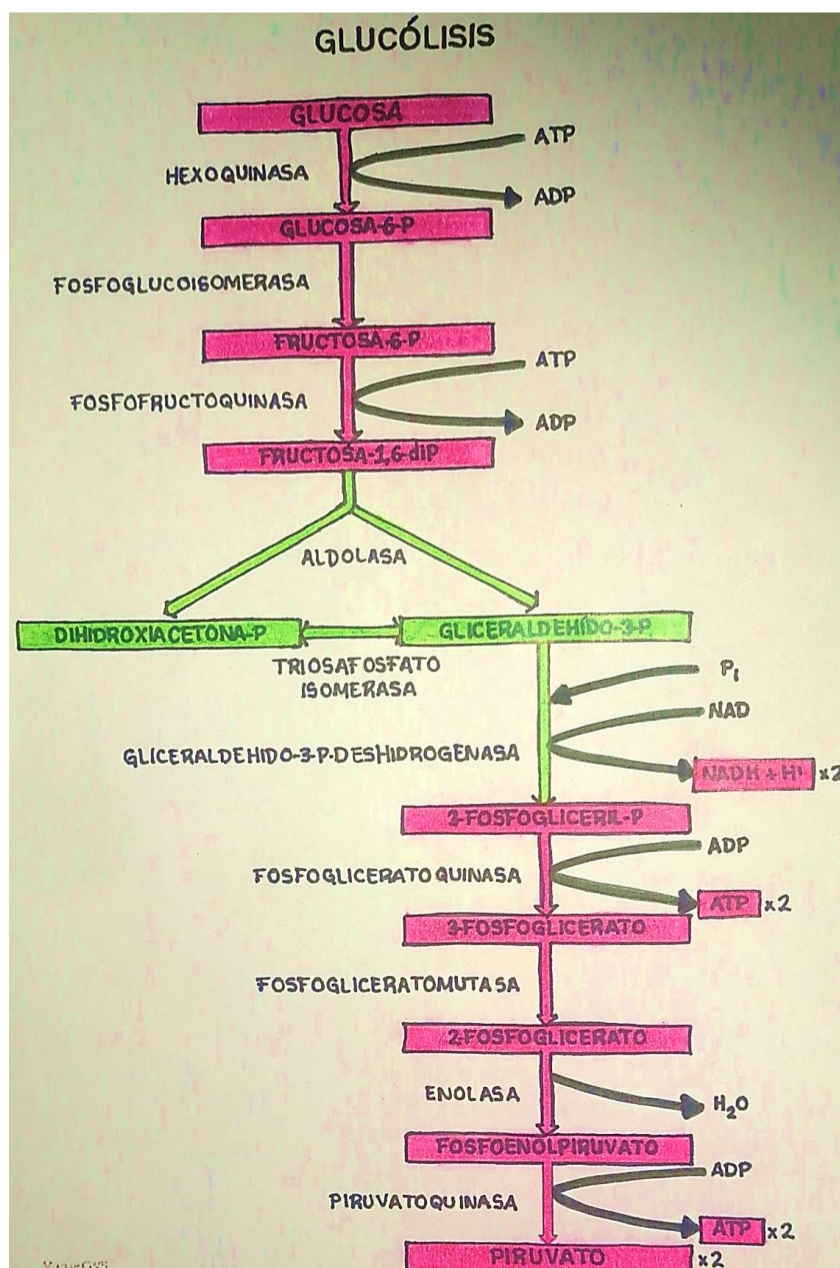 GLUCÓLISIS
GLUCOSA
ATP
HEXOQUINASA
ADP
GLUCOSA-6-P
FOSFOGLUCOISOMERASA
FRUCTOSA-6-P
ATP
FOSFOFRUCTOQUINASA
ADP
FRUCTOSA-1,6-diP
ALDOLASA
DIHIDROXIACETONA-P
GLICERALDEHÍDO-3-P
TRIOSAFOSFATO
ISOMERASA
Pi
NAD
GLICERALDEHIDO-3-P-DESHIDROGENASA
NADH + H+ x2
3-FOSFOGLICERIL-P
ADP
FOSFOGLICERATO QUINASA
ATP x2
3-FOSFOGLICERATO
FOSFOGLICERATOMUTASA
2-FOSFOGLICERATO
ENOLASA
H₂O
FOSFOENOLPIRUVATO
ADP
PIRUVATOQUINASA
ATP x2
PIRUVATO x2